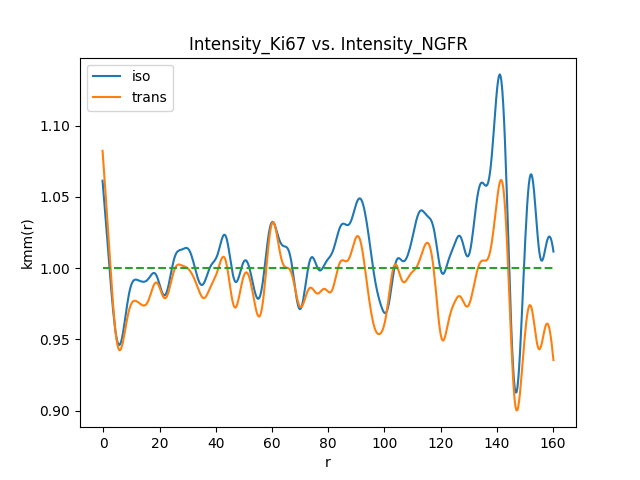 Intensity_Ki67 vs. Intensity_NGFR
iso
trans
1.10
1.05
1.00
0.95
0.90
kmm(r)
0 20 40 60 80 100 120 140 160
r